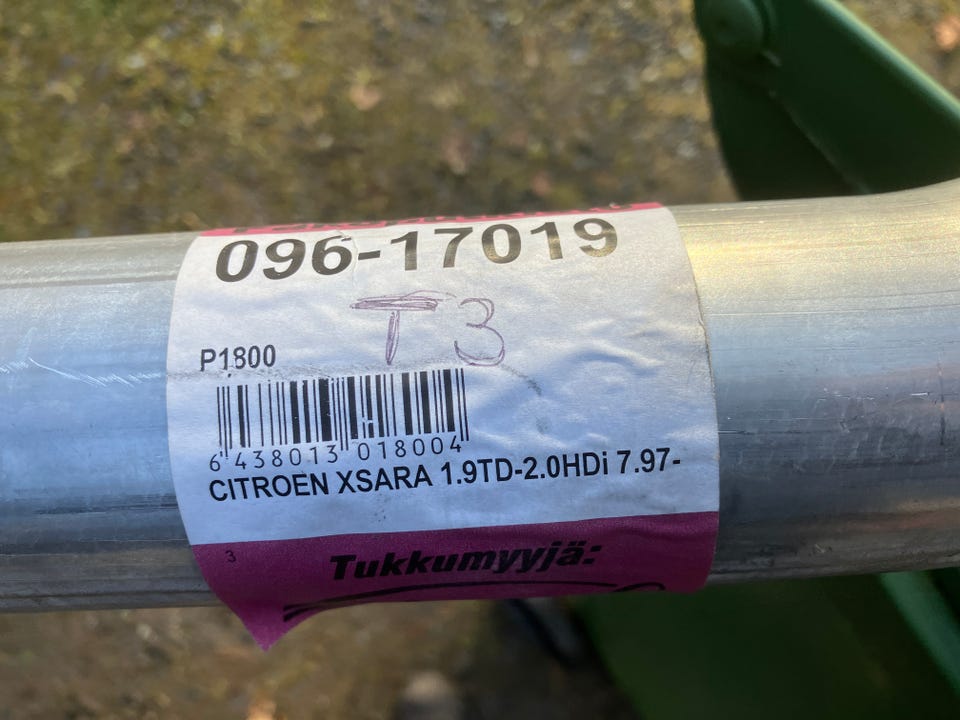 096-17019
T3
P1800
6 438013 018004
CITROEN XSARA 1.9TD-2.0HDi 7.97-
3
Tukkumyyjä: